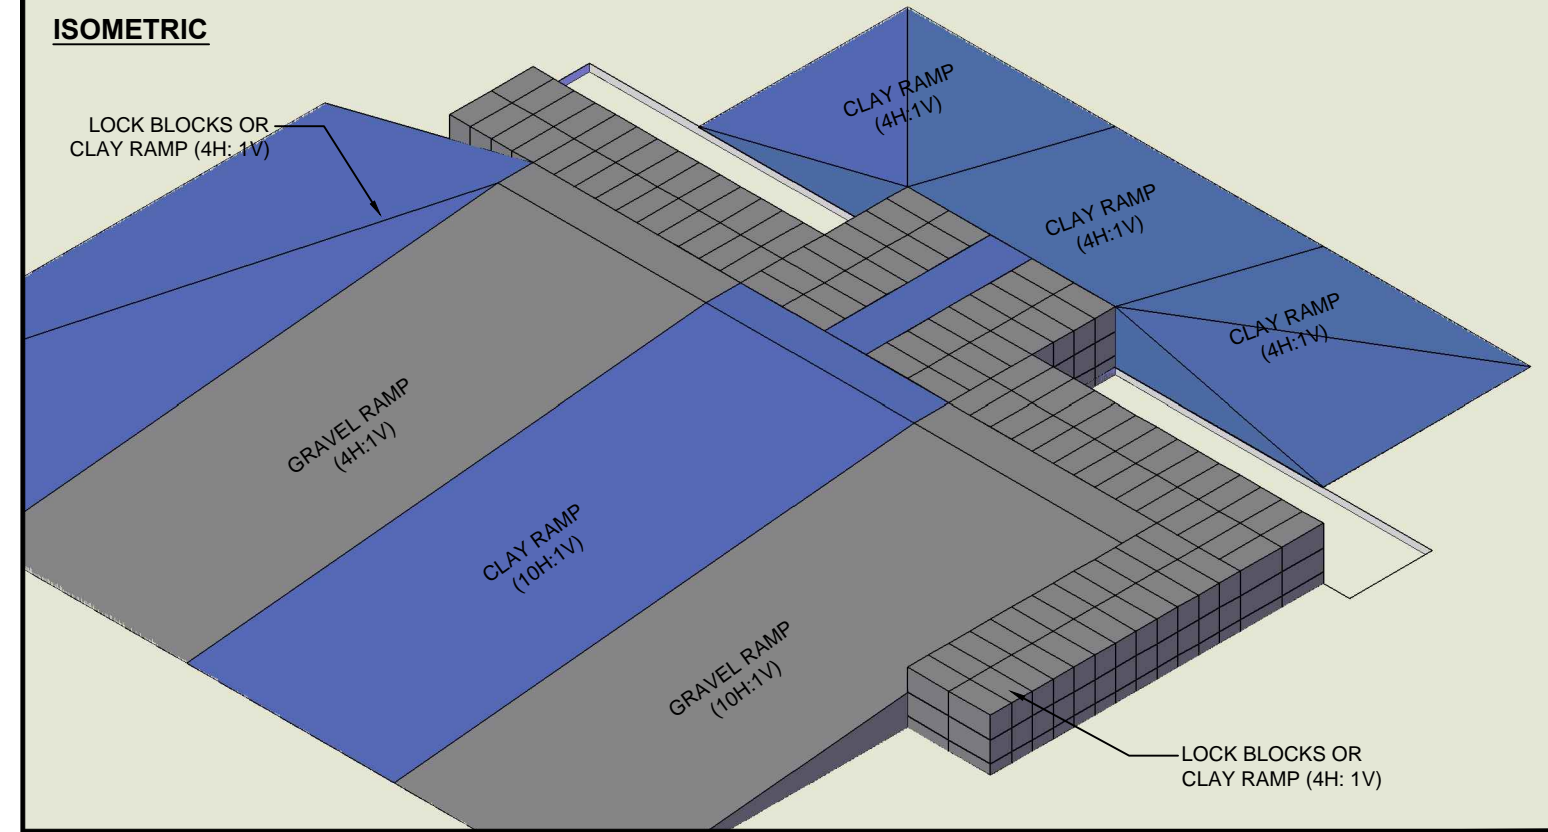 ISOMETRIC
LOCK BLOCKS OR
CLAY RAMP (4H: 1V)
CLAY RAMP
(4H:1V)
CLAY RAMP
(4H:1V)
CLAY RAMP
(4H:1V)
GRAVEL RAMP
(4H:1V)
CLAY RAMP
(10H:1V)
GRAVEL RAMP
(10H:1V)
LOCK BLOCKS OR
CLAY RAMP (4H: 1V)